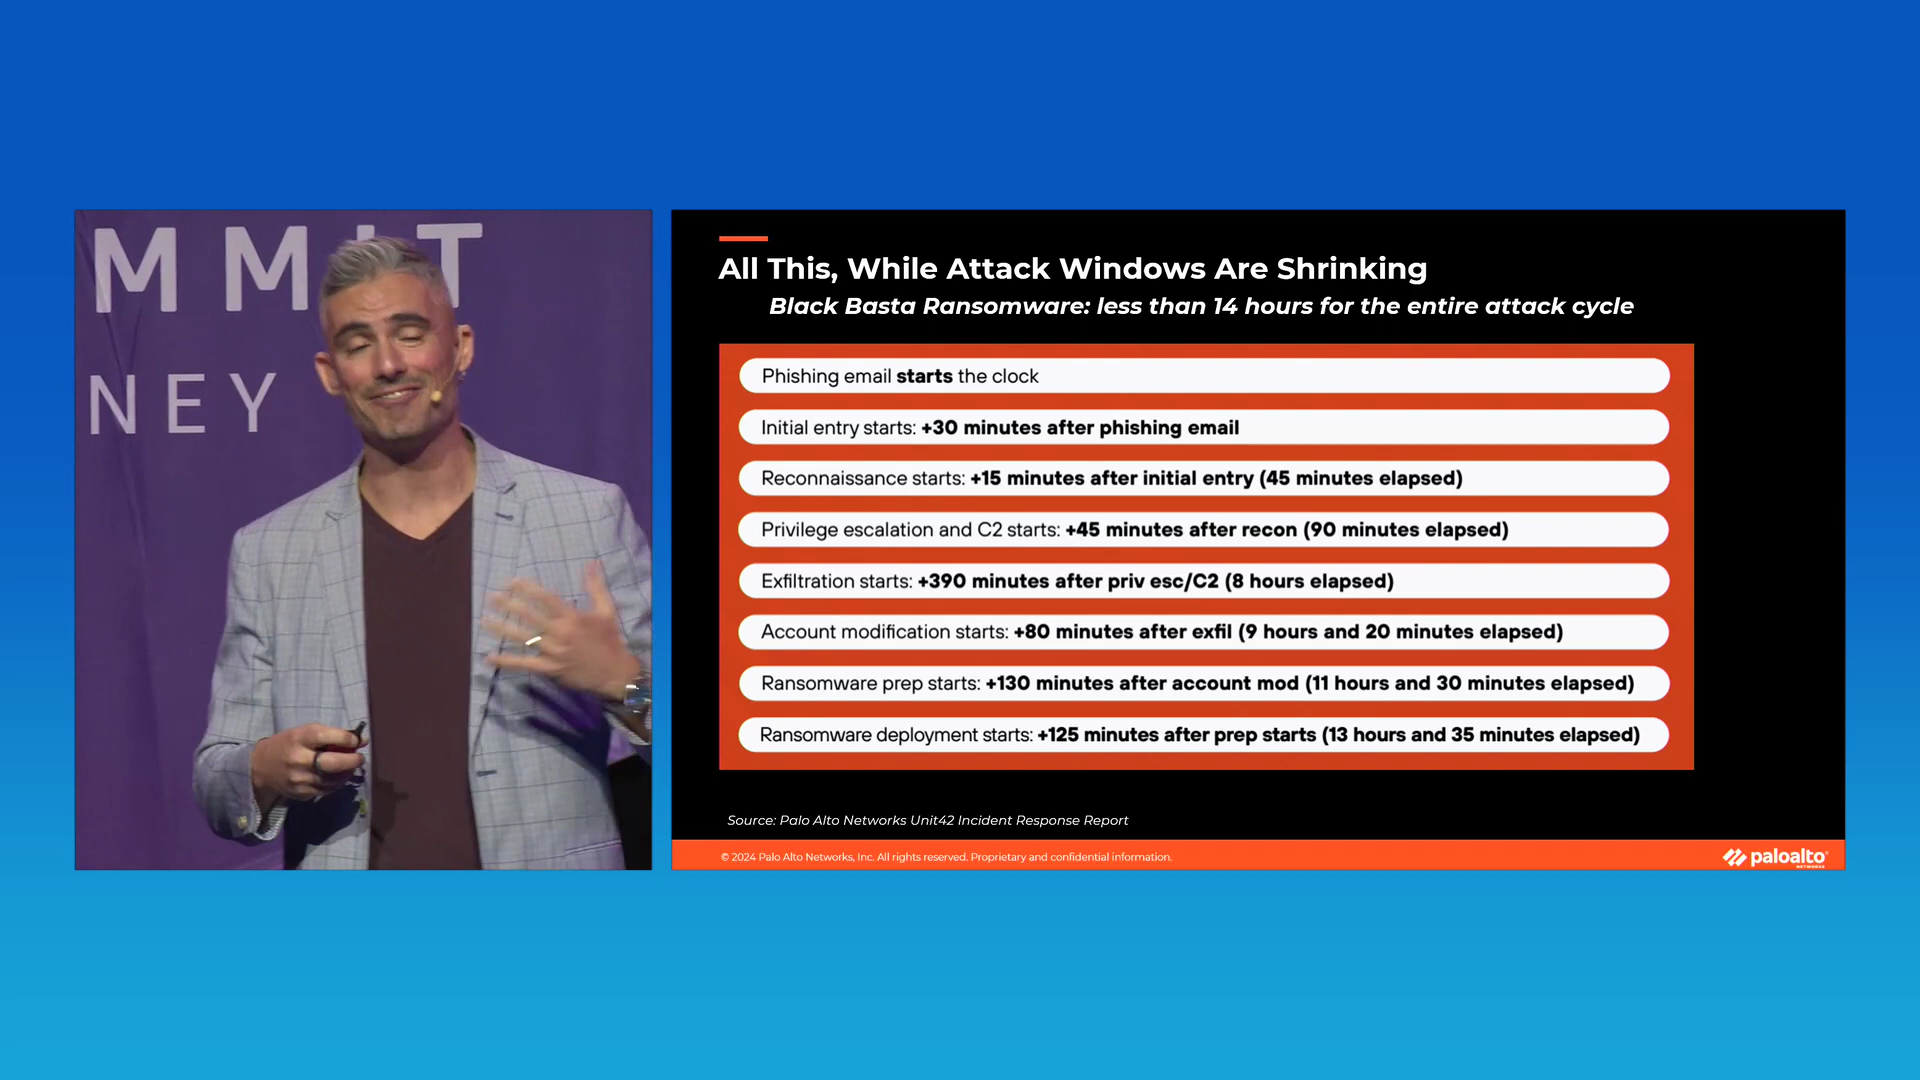 MMIT
NEY
All This, While Attack Windows Are Shrinking
Black Basta Ransomware: less than 14 hours for the entire attack cycle
Phishing email starts the clock
Initial entry starts: +30 minutes after phishing email
Reconnaissance starts: +15 minutes after initial entry (45 minutes elapsed)
Privilege escalation and C2 starts: +45 minutes after recon (90 minutes elapsed)
Exfiltration starts: +390 minutes after priv esc/C2 (8 hours elapsed)
Account modification starts: +80 minutes after exfil (9 hours and 20 minutes elapsed)
Ransomware prep starts: +130 minutes after account mod (11 hours and 30 minutes elapsed)
Ransomware deployment starts: +125 minutes after prep starts (13 hours and 35 minutes elapsed)
Source: Palo Alto Networks Unit42 Incident Response Report
© 2024 Palo Alto Networks, Inc. All rights reserved. Proprietary and confidential information.
paloalto
NETWORKS